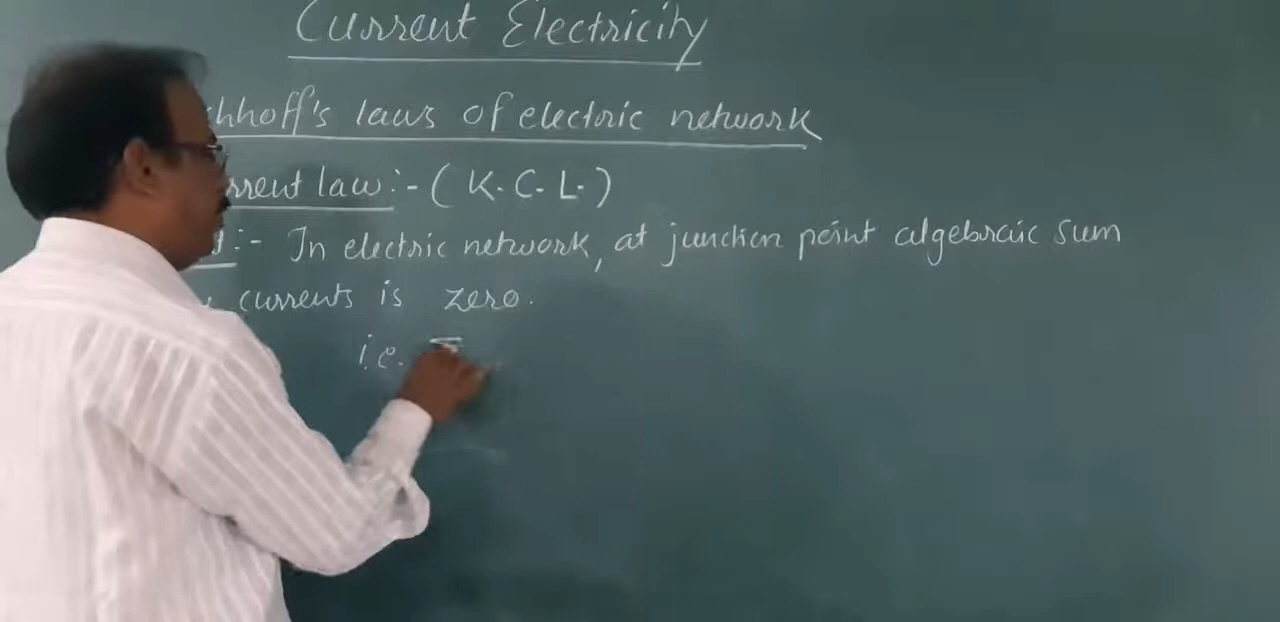 Current Electricity
chhoff's laws of electric network
rrent law:- ( K. C. L. )
:- In electric network, at junction point algebraic sum
currents is zero.
i.e.